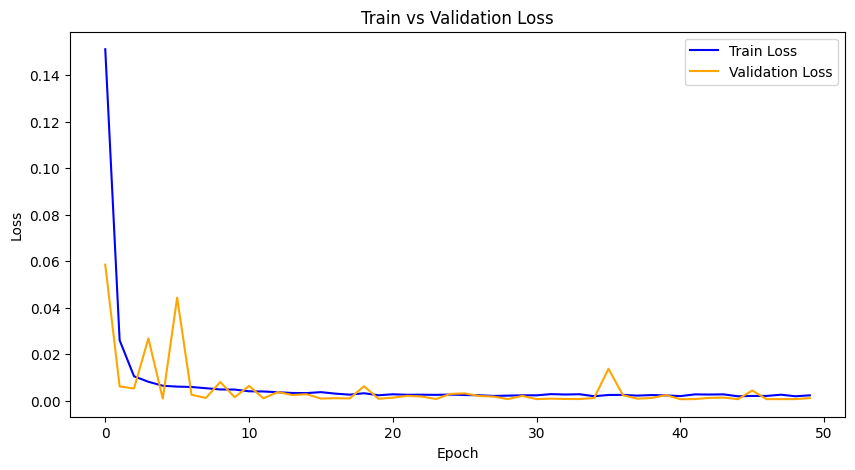 Train vs Validation Loss
Train Loss
Validation Loss
0.14
0.12
0.10
0.08
0.06
0.04
0.02
0.00
Loss
0 10 20 30 40 50
Epoch